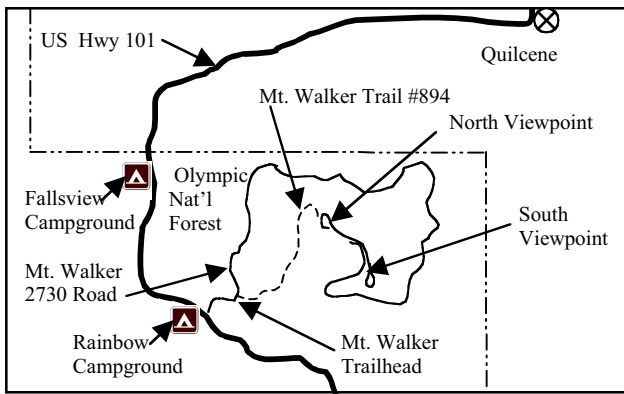 US Hwy 101
Quilcene
Mt. Walker Trail #894
North Viewpoint
Olympic
Nat’l
Forest
Fallsview
Campground
South
Viewpoint
Mt. Walker
2730 Road
Rainbow
Campground
Mt. Walker
Trailhead